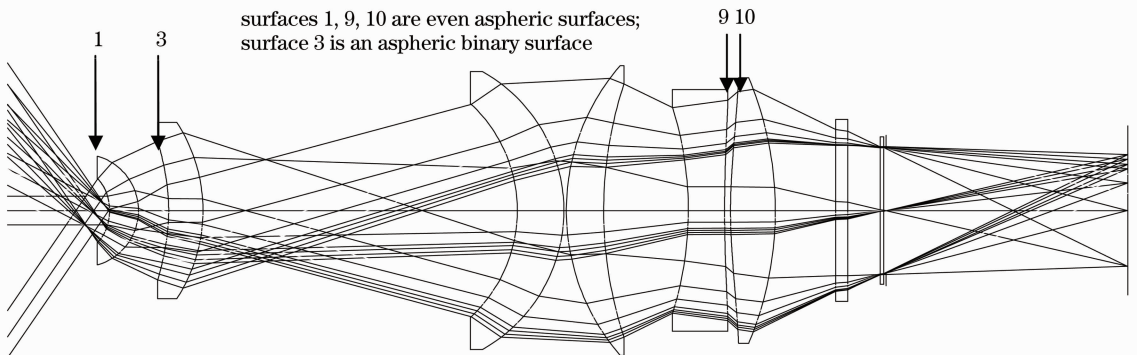 surfaces 1, 9, 10 are even aspheric surfaces;
surface 3 is an aspheric binary surface
1
3
9 10